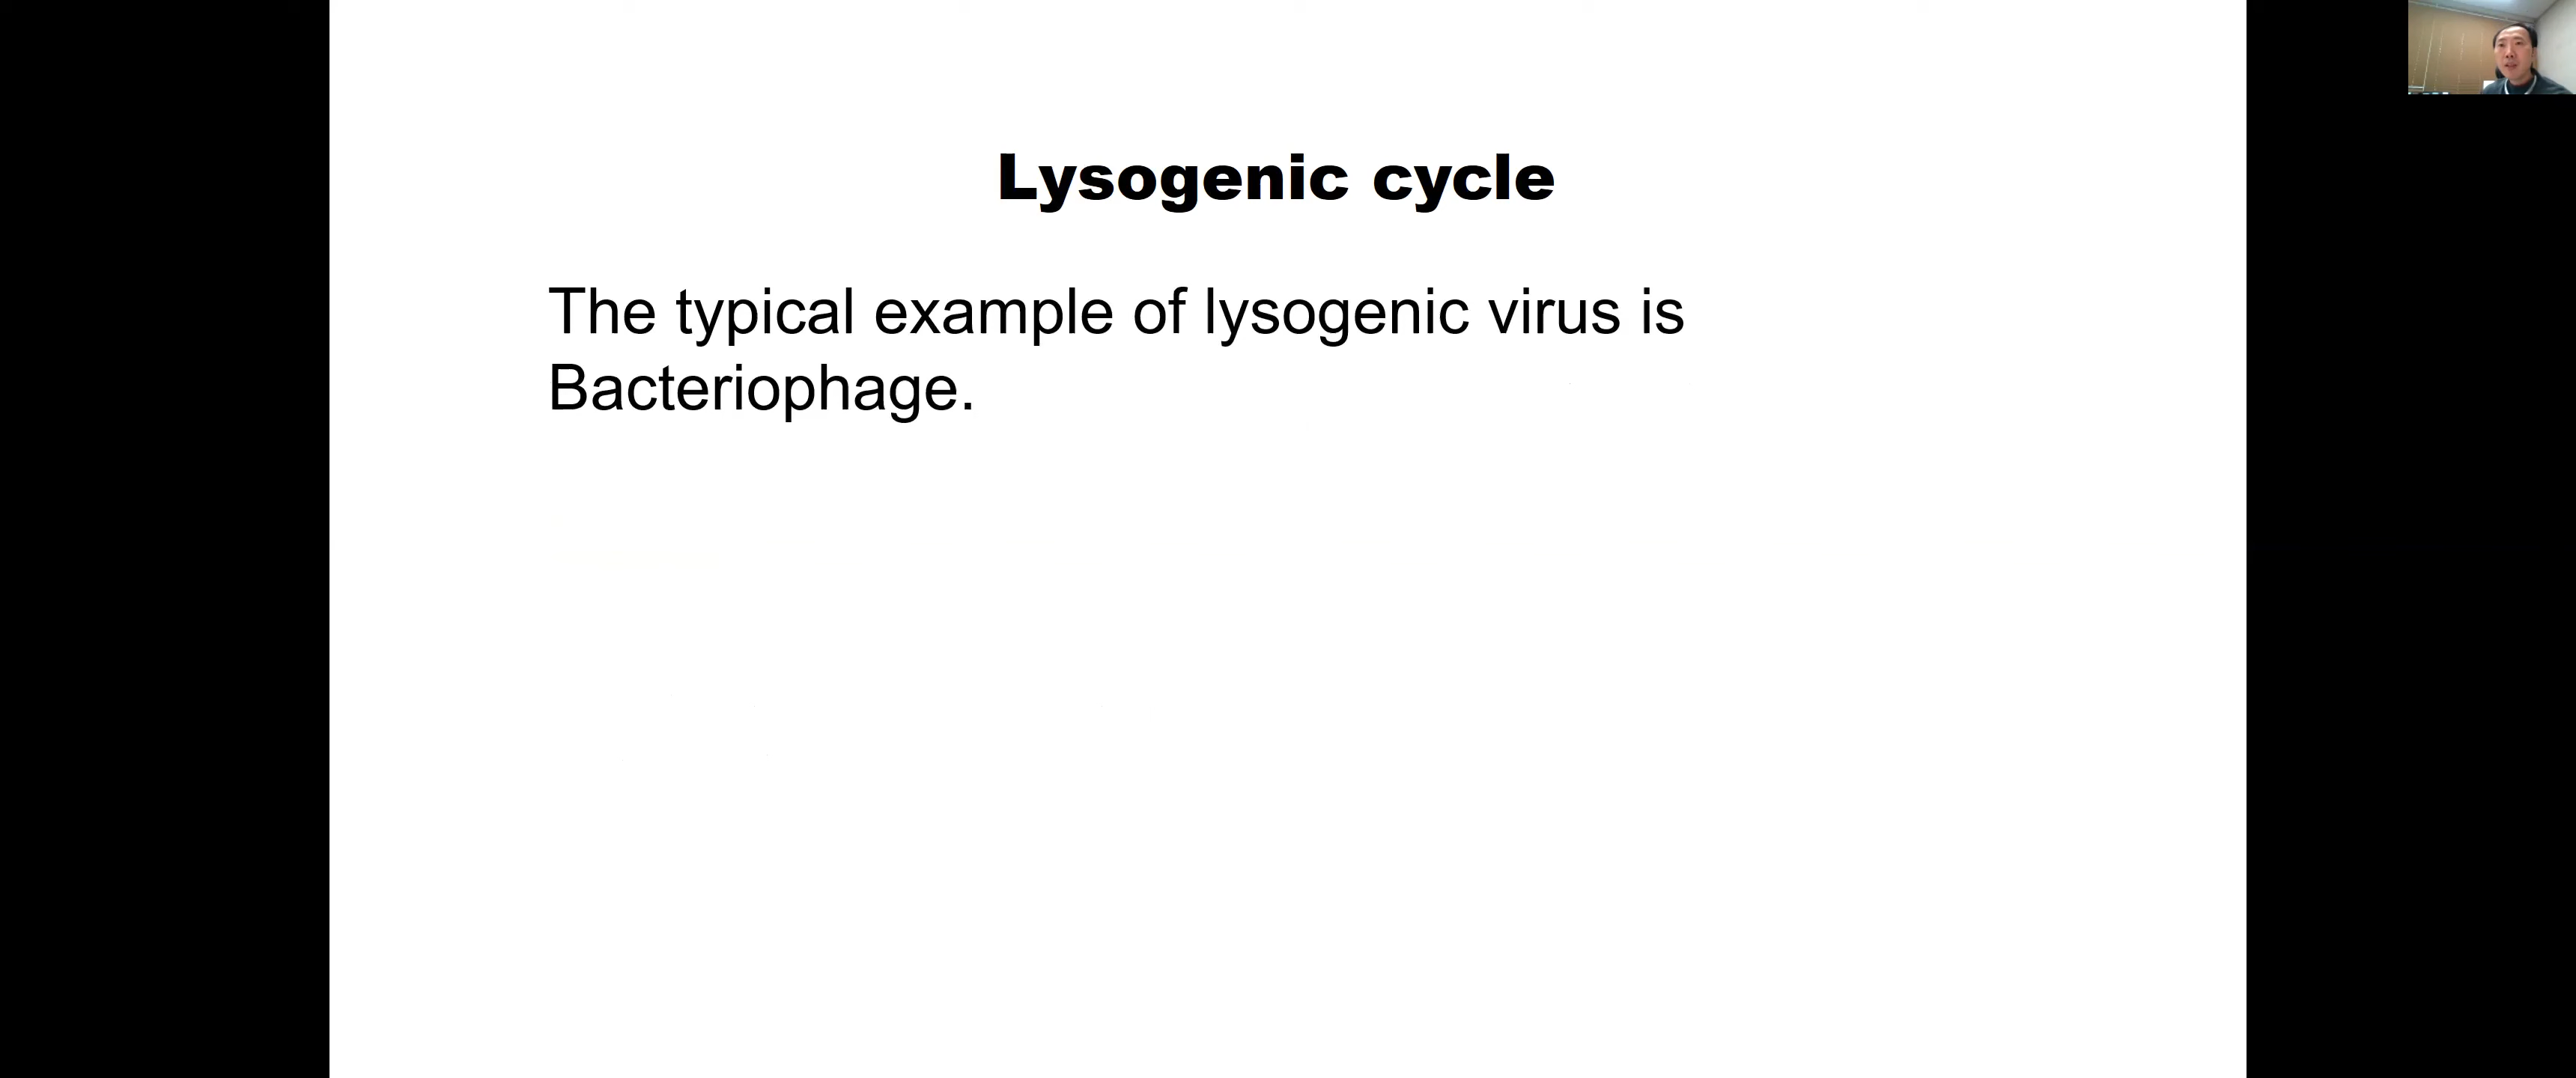 Lysogenic cycle
The typical example of lysogenic virus is
Bacteriophage.